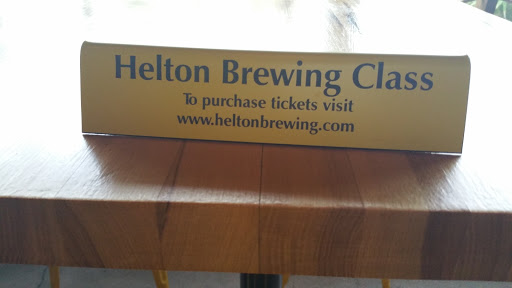 Helton Brewing Class
To purchase tickets visit
www.heltonbrewing.com